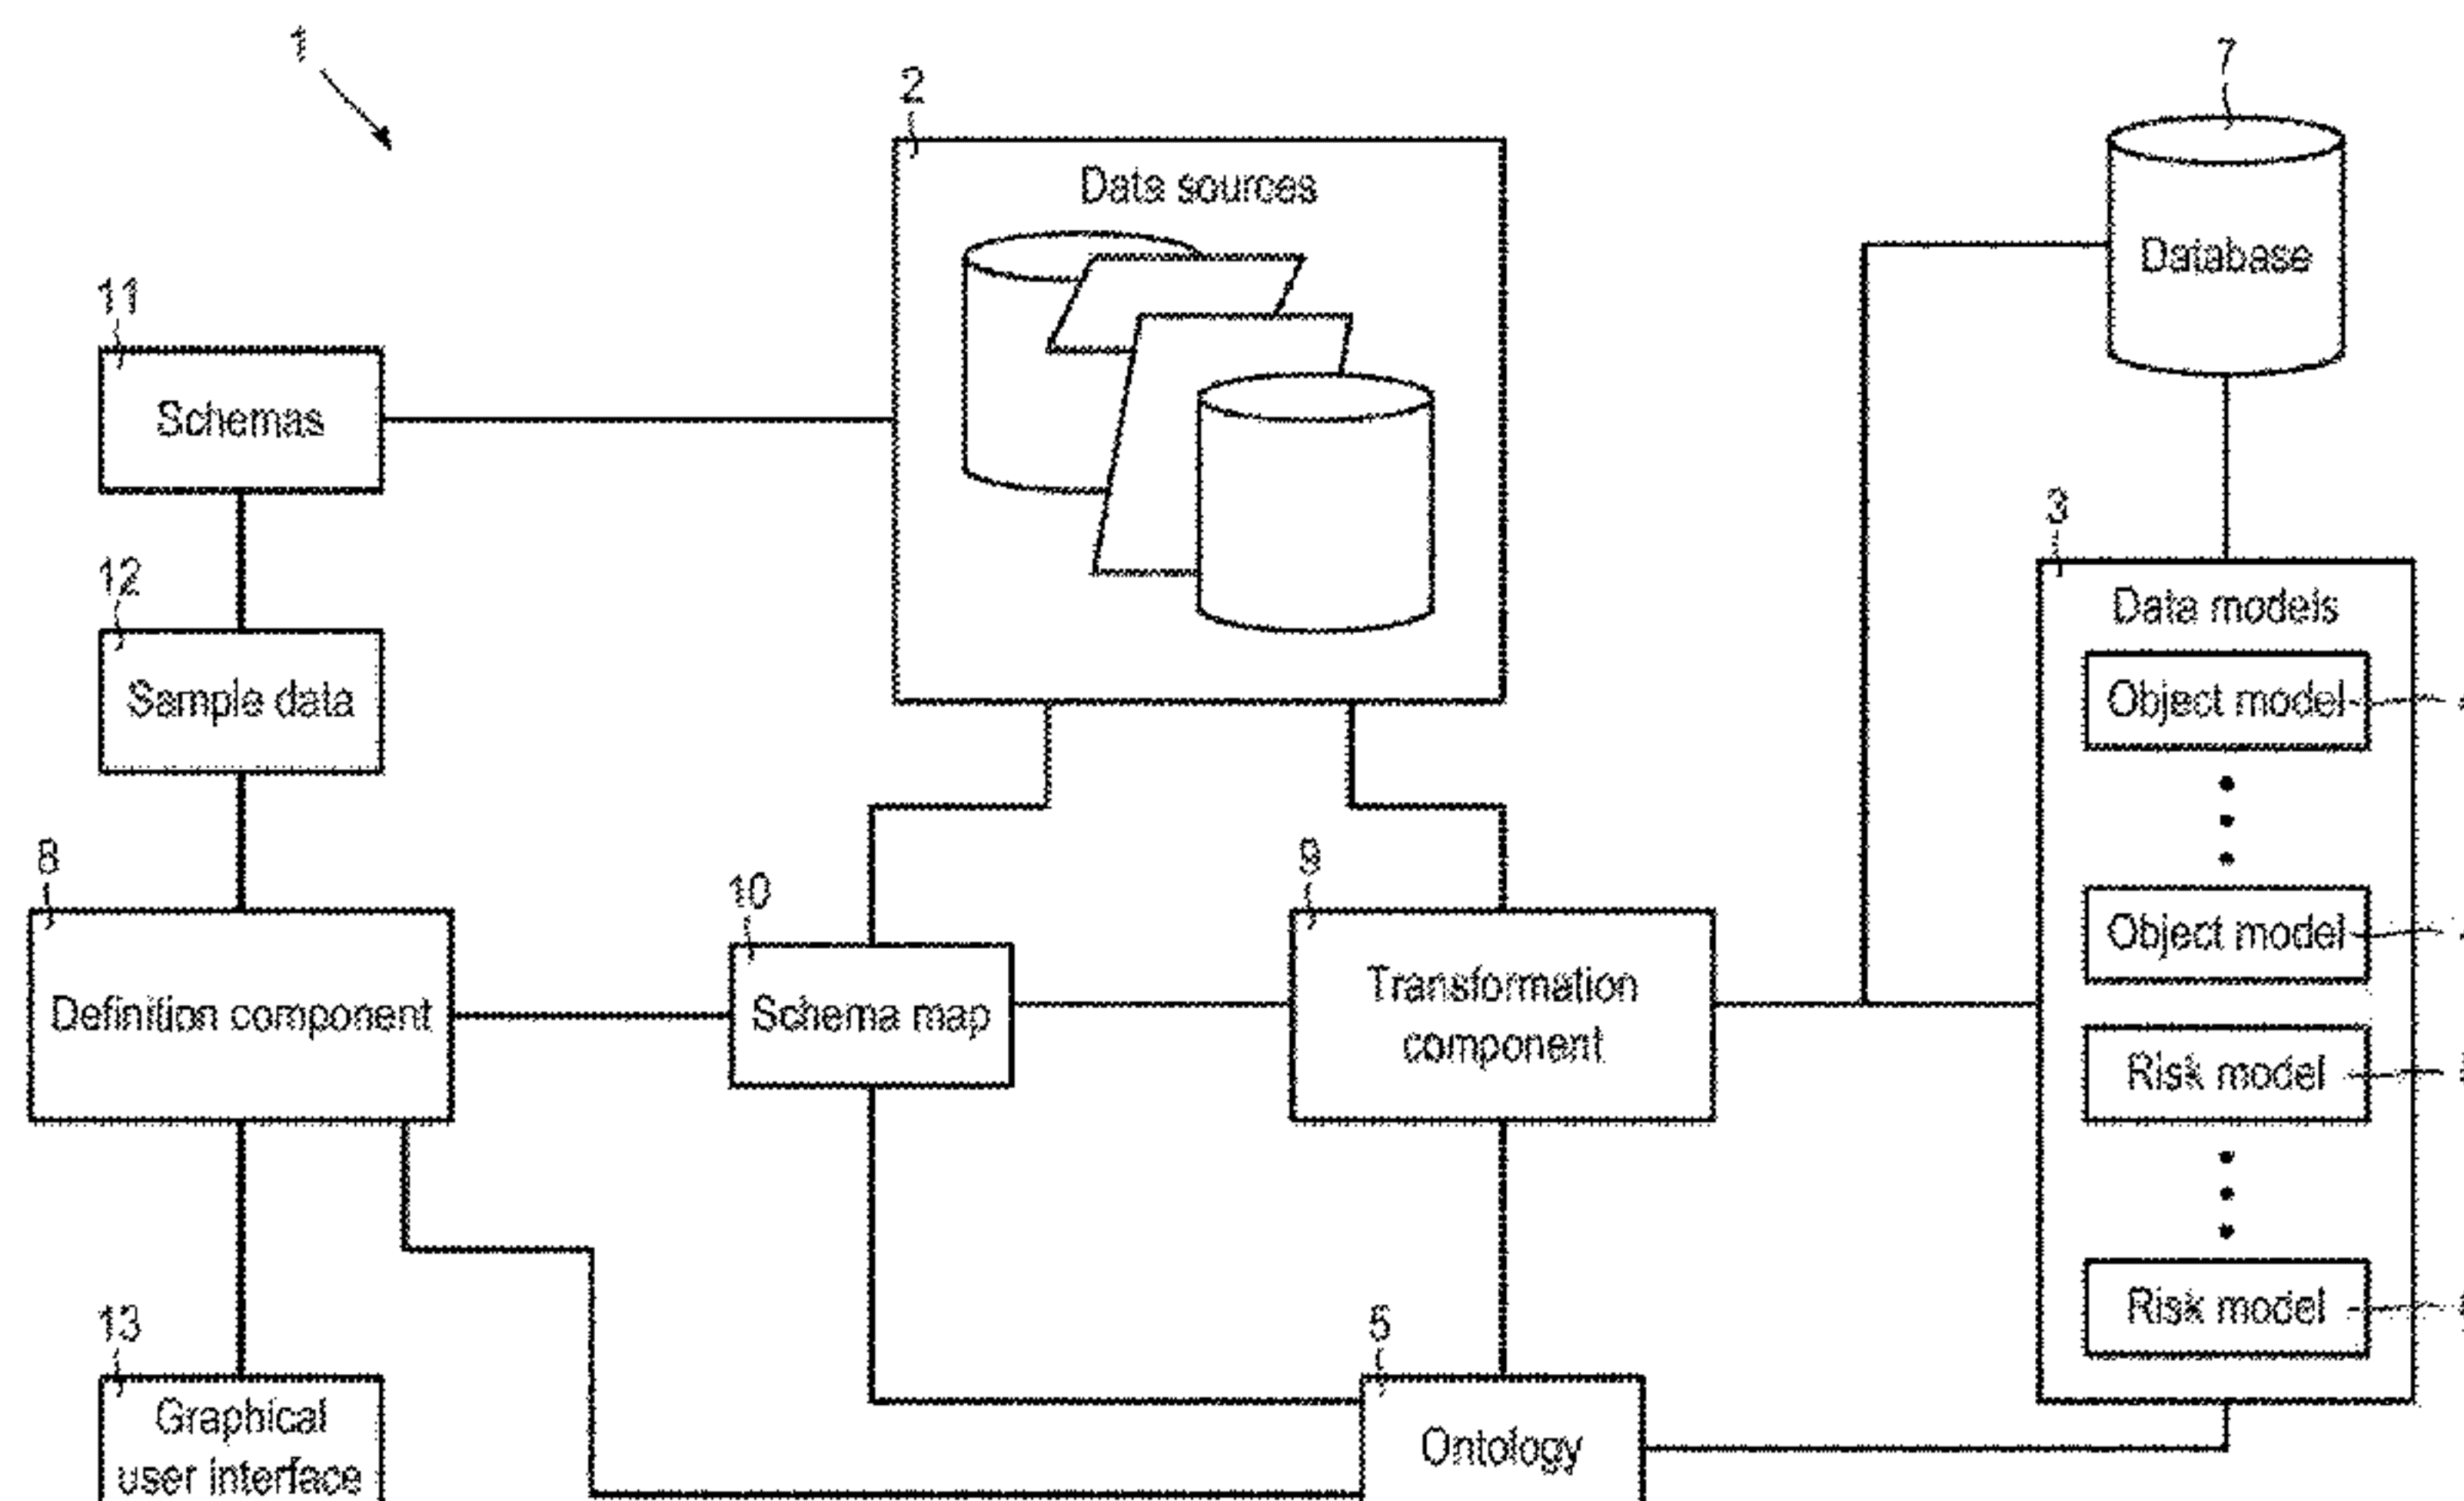 1
2
7
Data sources
Database
11
Schemas
3
Data models
12
Sample data
Object model
8
10
9
Object model
Definition component
Schema map
Transformation
component
Risk model
13
5
Risk model
Graphical
user interface
Ontology